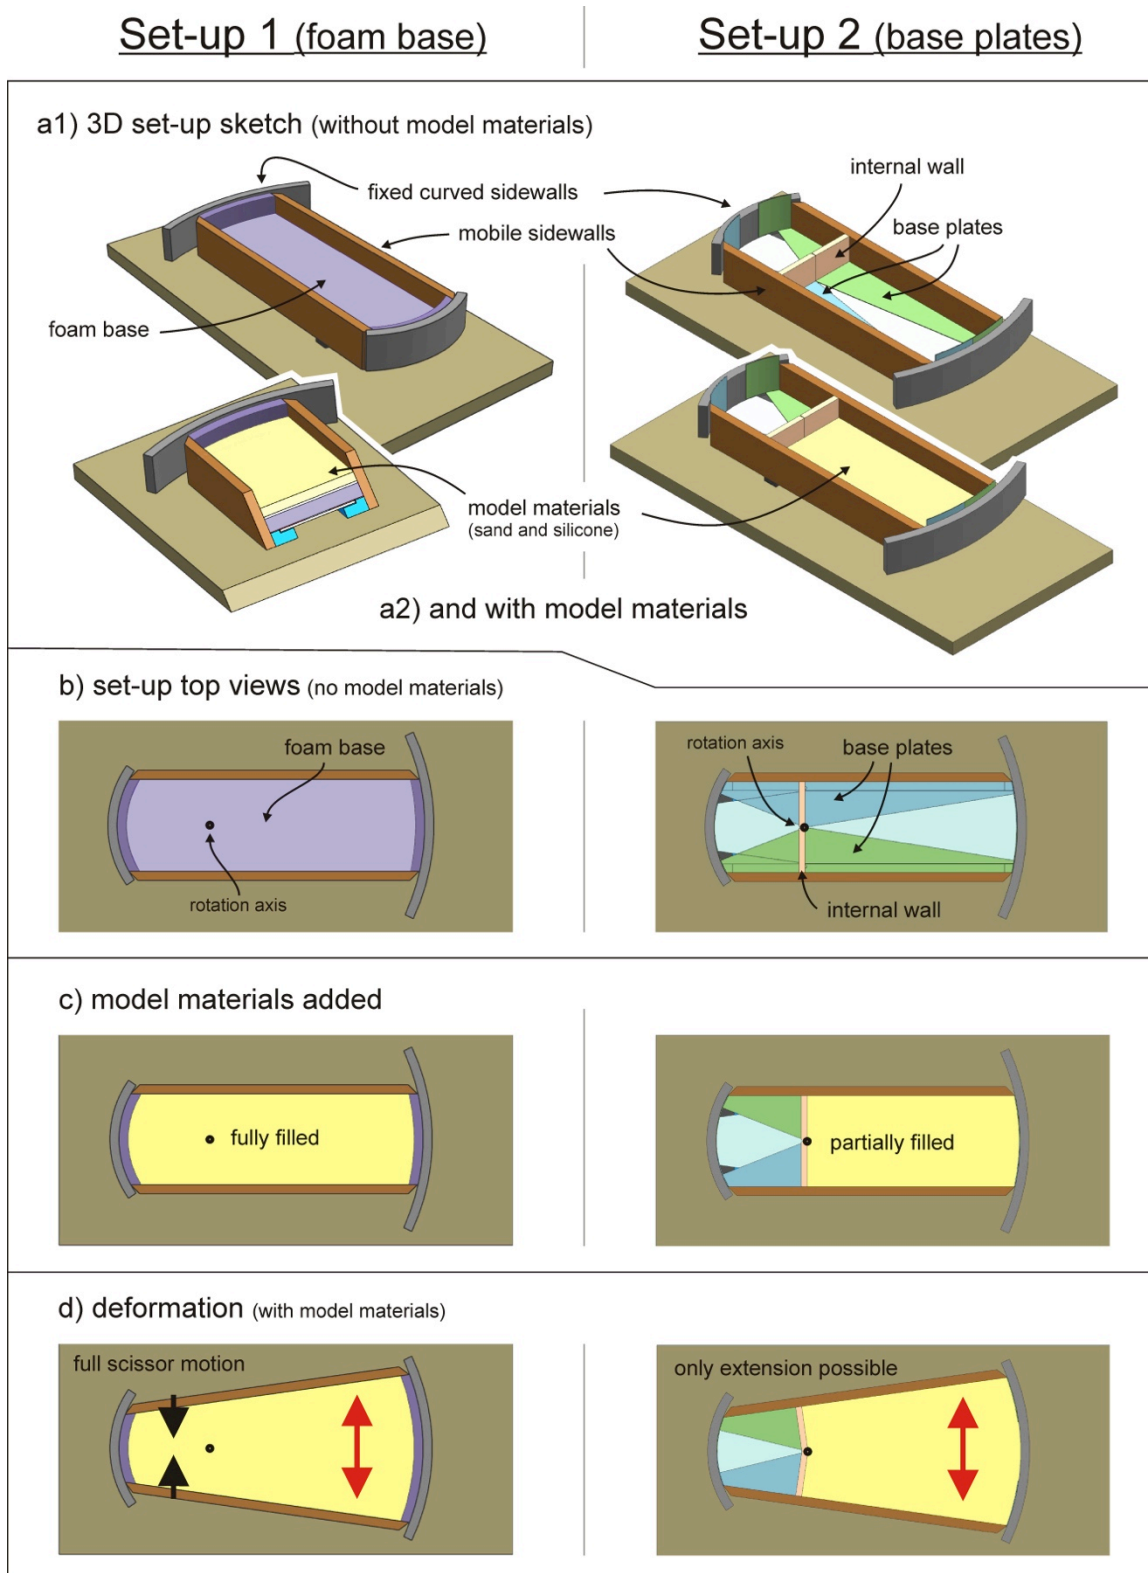 Set-up 1 (foam base)
Set-up 2 (base plates)
a1) 3D set-up sketch (without model materials)
fixed curved sidewalls
mobile sidewalls
foam base
internal wall
base plates
model materials
(sand and silicone)
a2) and with model materials
b) set-up top views (no model materials)
foam base
rotation axis
rotation axis
base plates
internal wall
c) model materials added
fully filled
partially filled
d) deformation (with model materials)
full scissor motion
only extension possible